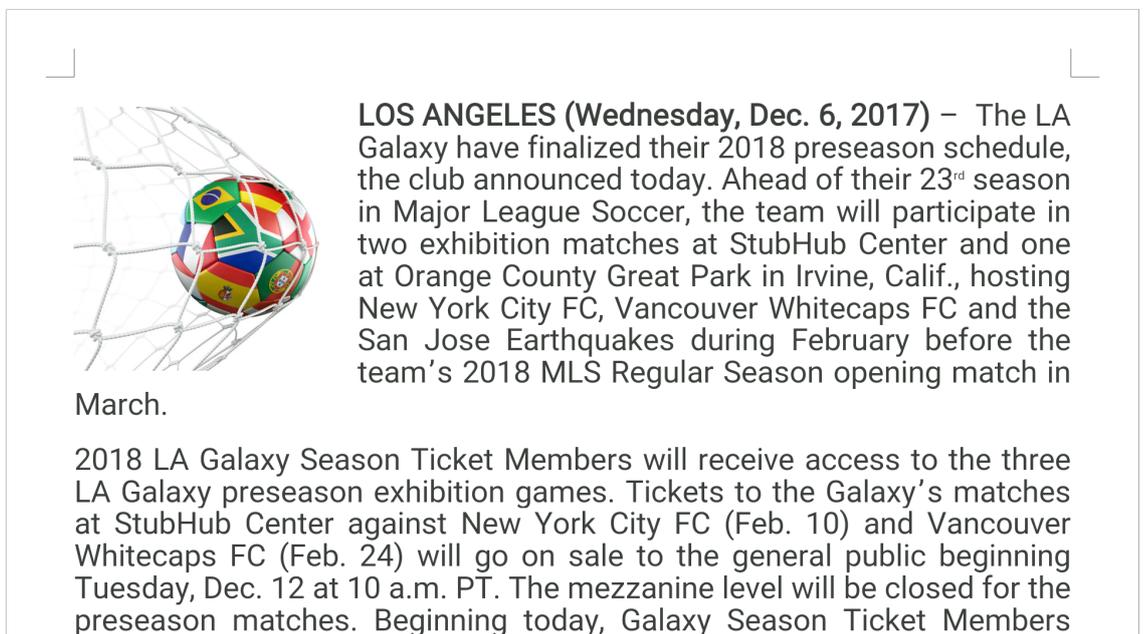 LOS ANGELES (Wednesday, Dec. 6, 2017) – The LA
Galaxy have finalized their 2018 preseason schedule,
the club announced today. Ahead of their 23rd season
in Major League Soccer, the team will participate in
two exhibition matches at StubHub Center and one
at Orange County Great Park in Irvine, Calif., hosting
New York City FC, Vancouver Whitecaps FC and the
San Jose Earthquakes during February before the
team’s 2018 MLS Regular Season opening match in
March.
2018 LA Galaxy Season Ticket Members will receive access to the three
LA Galaxy preseason exhibition games. Tickets to the Galaxy’s matches
at StubHub Center against New York City FC (Feb. 10) and Vancouver
Whitecaps FC (Feb. 24) will go on sale to the general public beginning
Tuesday, Dec. 12 at 10 a.m. PT. The mezzanine level will be closed for the
preseason matches. Beginning today, Galaxy Season Ticket Members